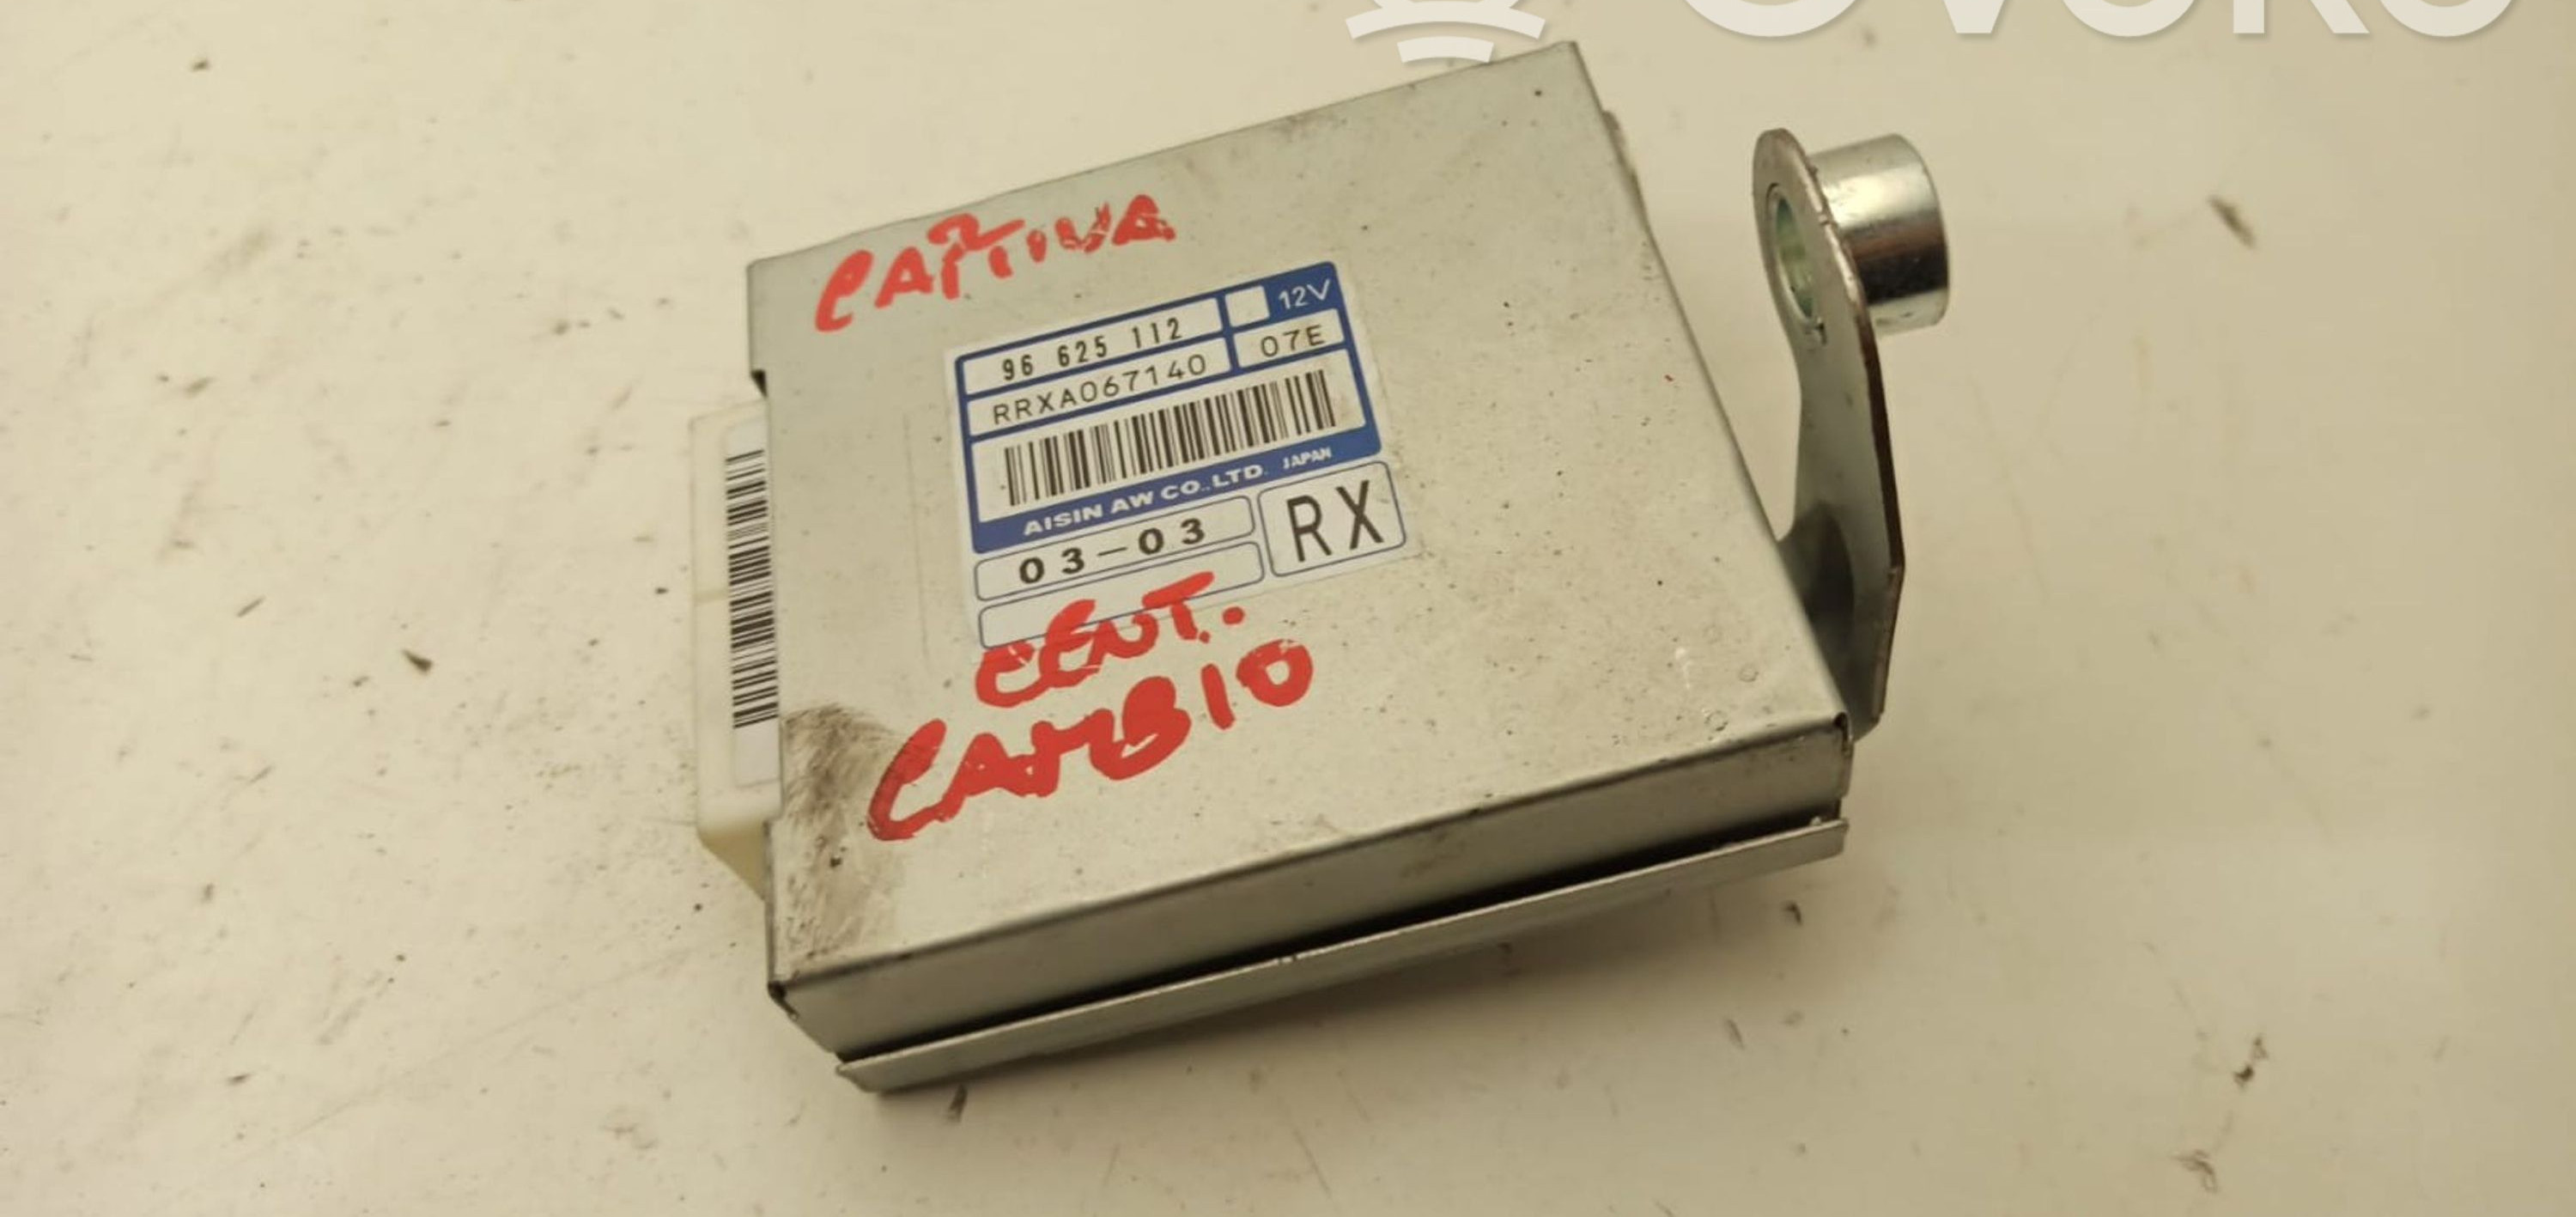 CAPTIVA
96 625 112
12V
RRXA067140
07E
AISIN AW CO.,LTD. JAPAN
03-03
RX
CENT.
CAMBIO